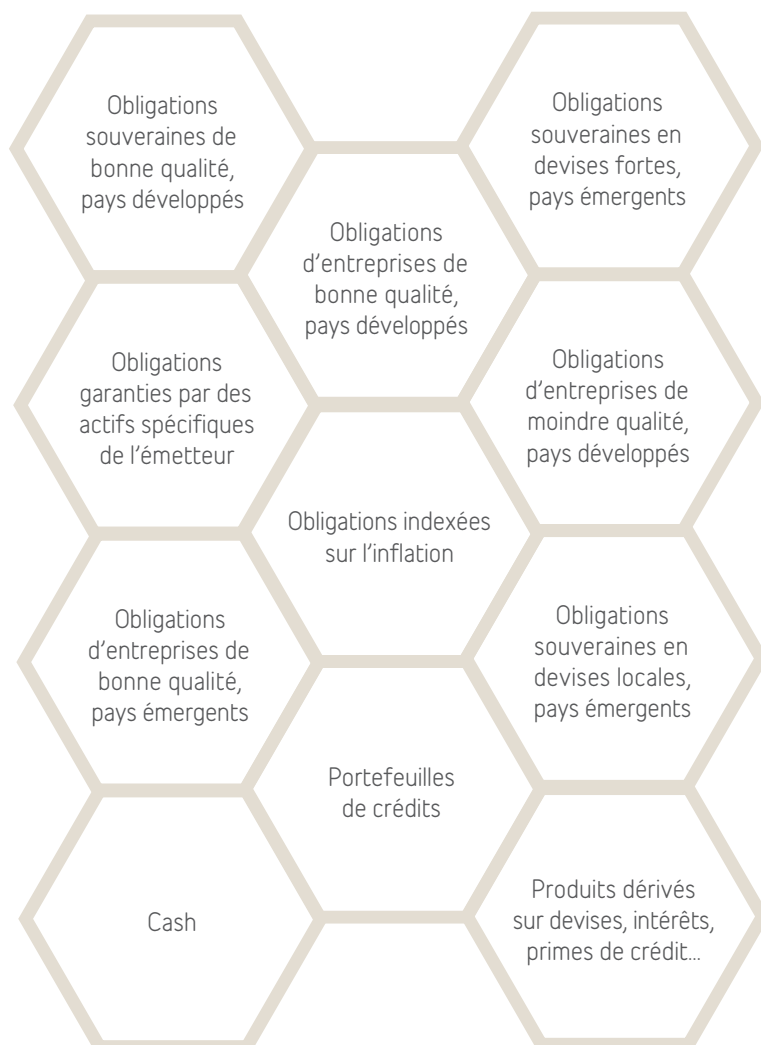 Obligations
souveraines de
bonne qualité,
pays développés
Obligations
souveraines en
devises fortes,
pays émergents
Obligations
d'entreprises de
bonne qualité,
pays développés
Obligations
garanties par des
actifs spécifiques
de l'émetteur
Obligations
d'entreprises de
moindre qualité,
pays développés
Obligations indexées
sur l'inflation
Obligations
d'entreprises de
bonne qualité,
pays émergents
Obligations
souveraines en
devises locales,
pays émergents
Portefeuilles
de crédits
Cash
Produits dérivés
sur devises, intérêts,
primes de crédit...